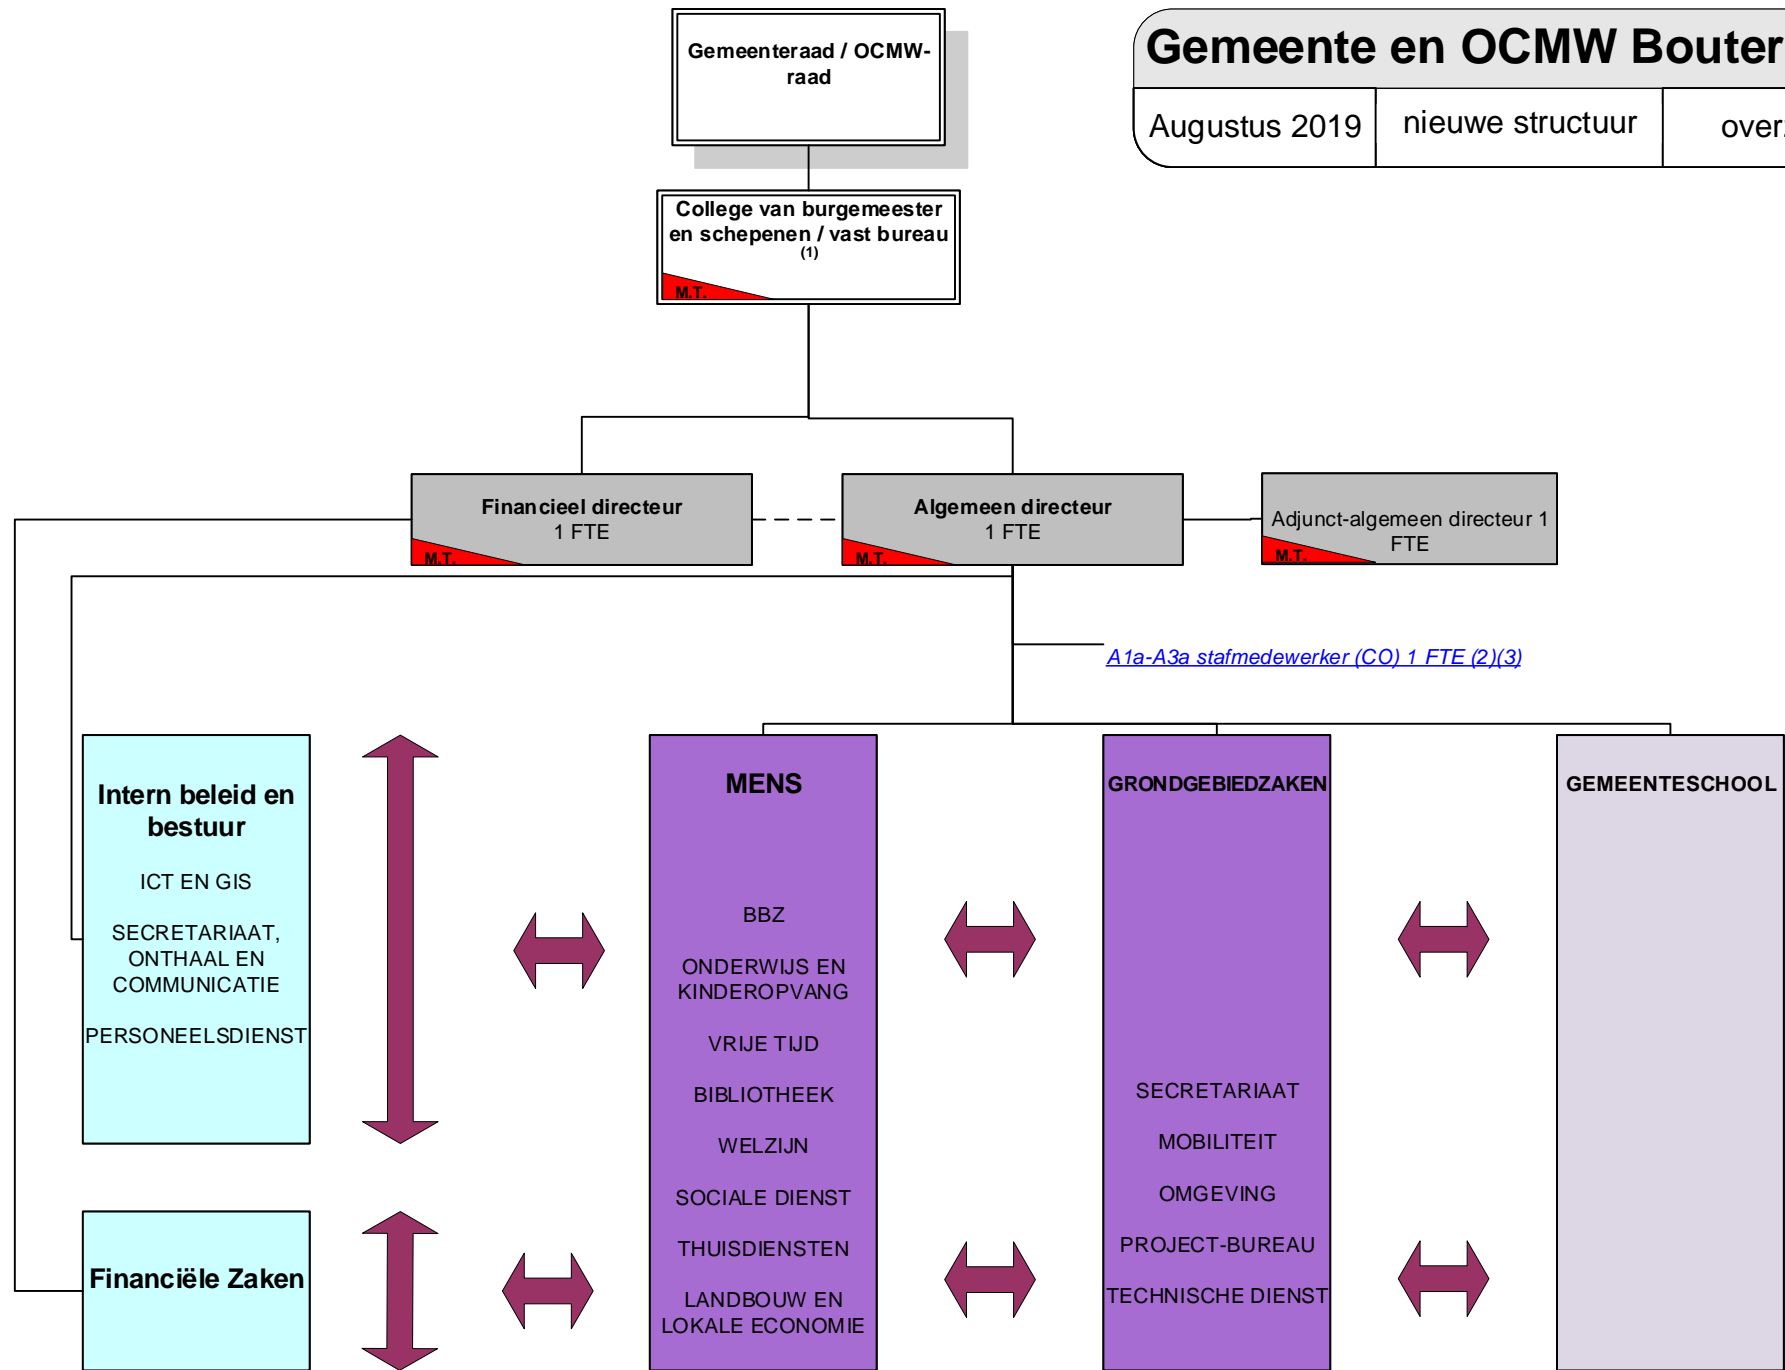 Gemeenteraad / OCMW-
raad
Gemeente en OCMW Bouter
Augustus 2019
nieuwe structuur
over
College van burgemeester
en schepenen / vast bureau
(1)
M.T.
Financieel directeur
1 FTE
M.T.
Algemeen directeur
1 FTE
M.T.
Adjunct-algemeen directeur 1
FTE
M.T.
A1a-A3a stafmedewerker (CO) 1 FTE (2)(3)
Intern beleid en
bestuur
ICT EN GIS
SECRETARIAAT,
ONTHAAL EN
COMMUNICATIE
PERSONEELSDIENST
Financiële Zaken
MENS
BBZ
ONDERWIJS EN
KINDEROPVANG
VRIJE TIJD
BIBLIOTHEEK
WELZIJN
SOCIALE DIENST
THUISDIENSTEN
LANDBOUW EN
LOKALE ECONOMIE
GRONDGEBIEDZAKEN
SECRETARIAAT
MOBILITEIT
OMGEVING
PROJECT-BUREAU
TECHNISCHE DIENST
GEMEENTESCHOOL